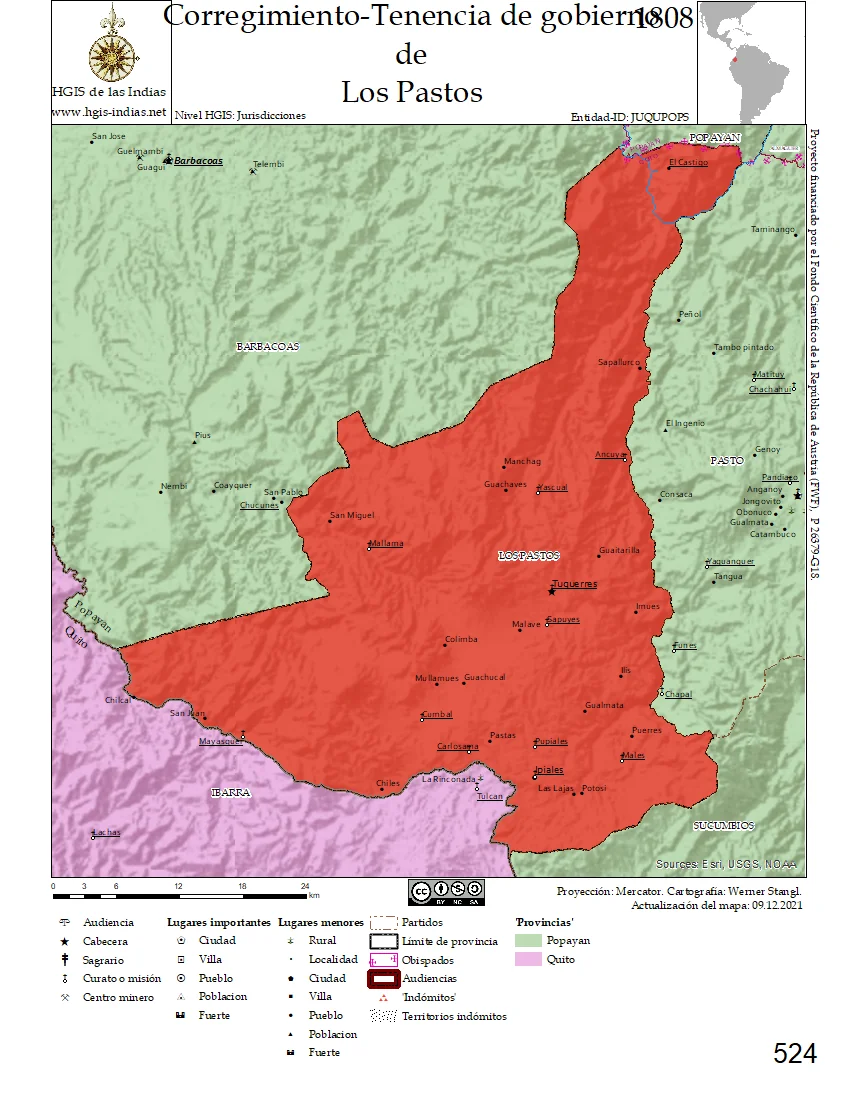 Corregimiento-Tenencia de gobierno
1808
de
Los Pastos
HGIS de las Indias
www.hgis-indias.net
Nivel HGIS: Jurisdicciones
Entidad-ID: JUQUPOPS
POPAYAN
San Jose
Guelmambi
Barbacoas
Guagui
Telembi
POPAYAN
El Castigo
Taminango
Peñol
BARBACOAS
Tambo pintado
Sapallurco
Matituy
Chachahui
El Ingenio
Pius
Genoy
Ancuya
PASTO
Manchag
Pandiaco
Nembi
Coayquer
Guachaves
Yascual
Anganoy
San Pablo
Consaca
Jongovito
Chucunes
Obonuco
San Miguel
Gualmata
Catambuco
Mallama
LOS PASTOS
Guaitarilla
Yaquanquer
Tangua
Tuquerres
Popayan
Imues
Quito
Malave
Sapuyes
Colimba
Funes
Ilis
Mullamues
Guachucal
Chapal
Chilcal
Gualmata
San Juan
Cumbal
Puerres
Mayasquer
Pastas
Carlosama
Pupiales
Males
Ipiales
La Rinconada
Chiles
Las Lajas
Potosi
IBARRA
Tulcan
SUCUMBIOS
Lachas
Sources: Esri, USGS, NOAA
Proyecto financiado por el Fondo Científico de la República de Austria (FWF), P 26379-G18.
0 3 6 12 18 24
km
CC
BY NC SA
Proyección: Mercator. Cartografía: Werner Stangl.
Actualización del mapa: 09.12.2021
Audiencia
Cabecera
Sagrario
Curato o misión
Centro minero
Lugares importantes
Ciudad
Villa
Pueblo
Poblacion
Fuerte
Lugares menores
Rural
Localidad
Ciudad
Villa
Pueblo
Poblacion
Fuerte
Partidos
Límite de provincia
Obispados
Audiencias
'Indómitos'
Territorios indómitos
'Provincias'
Popayan
Quito
524